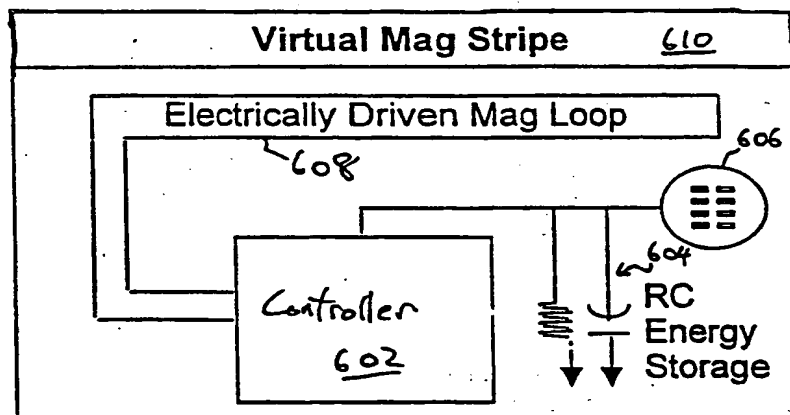 Virtual Mag Stripe 610
Electrically Driven Mag Loop
608
606
604
RC
Energy
Storage
Controller
602